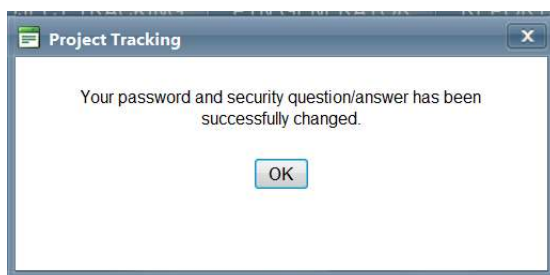 Project Tracking
x
Your password and security question/answer has been
successfully changed.
OK